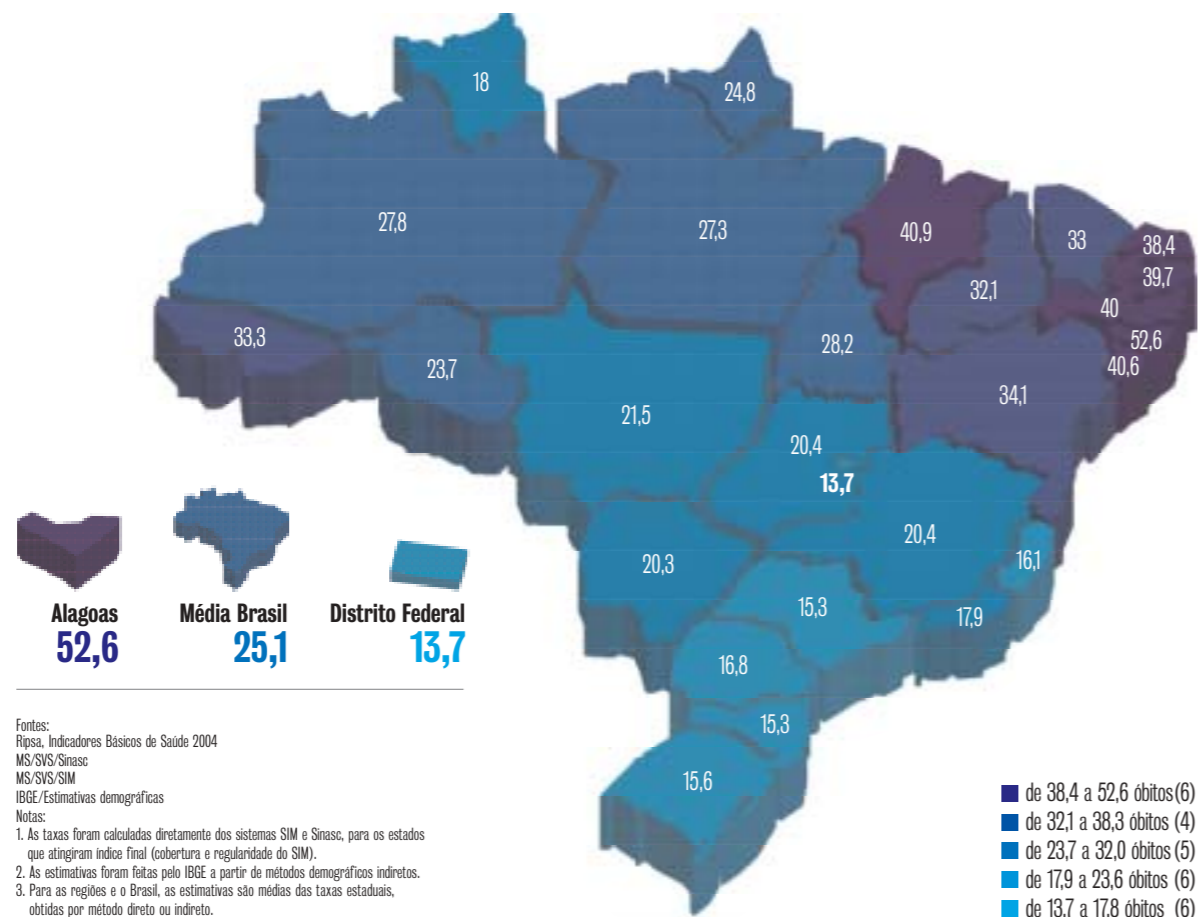 18
24,8
27,8
27,3
40,9
33
38,4
39,7
32,1
40
33,3
28,2
52,6
23,7
40,6
34,1
21,5
20,4
13,7
20,4
16,1
20,3
15,3
17,9
16,8
15,3
15,6
Alagoas
52,6
Média Brasil
25,1
Distrito Federal
13,7
Fontes:
Ripsa, Indicadores Básicos de Saúde 2004
MS/SVS/Sinasc
MS/SVS/SIM
IBGE/Estimativas demográficas
Notas:
1. As taxas foram calculadas diretamente dos sistemas SIM e Sinasc, para os estados
que atingiram índice final (cobertura e regularidade do SIM).
2. As estimativas foram feitas pelo IBGE a partir de métodos demográficos indiretos.
3. Para as regiões e o Brasil, as estimativas são médias das taxas estaduais,
obtidas por método direto ou indireto.
de 38,4 a 52,6 óbitos (6)
de 32,1 a 38,3 óbitos (4)
de 23,7 a 32,0 óbitos (5)
de 17,9 a 23,6 óbitos (6)
de 13,7 a 17,8 óbitos (6)